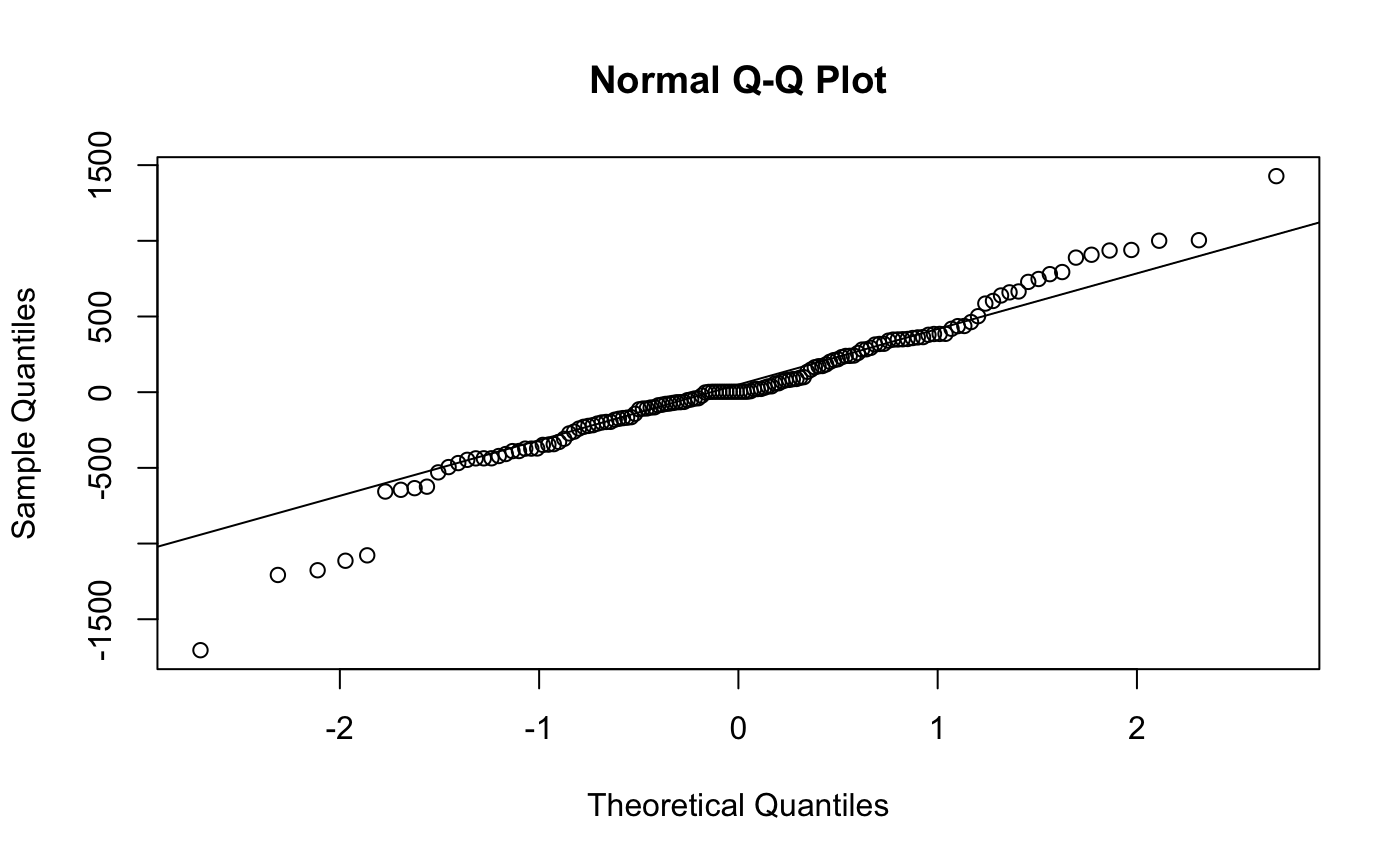 Normal Q-Q Plot
Sample Quantiles
1500
500
0
-500
-1500
-2 -1 0 1 2
Theoretical Quantiles